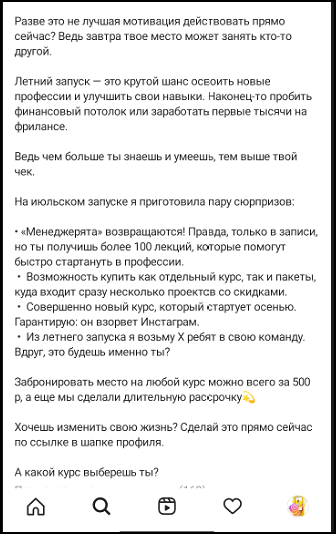 Разве это не лучшая мотивация действовать прямо
сейчас? Ведь завтра твое место может занять кто-то
другой.
Летний запуск — это крутой шанс освоить новые
профессии и улучшить свои навыки. Наконец-то пробить
финансовый потолок или заработать первые тысячи на
фрилансе.
Ведь чем больше ты знаешь и умеешь, тем выше твой
чек.
На июльском запуске я приготовила пару сюрпризов:
• «Менеджерята» возвращаются! Правда, только в записи,
но ты получишь более 100 лекций, которые помогут
быстро стартануть в профессии.
• Возможность купить как отдельный курс, так и пакеты,
куда входит сразу несколько проектов со скидками.
• Совершенно новый курс, который стартует осенью.
Гарантирую: он взорвет Инстаграм.
• Из летнего запуска я возьму Х ребят в свою команду.
Вдруг, это будешь именно ты?
Забронировать место на любой курс можно всего за 500
р, а еще мы сделали длительную рассрочку💫
Хочешь изменить свою жизнь? Сделай это прямо сейчас
по ссылке в шапке профиля.
А какой курс выберешь ты?